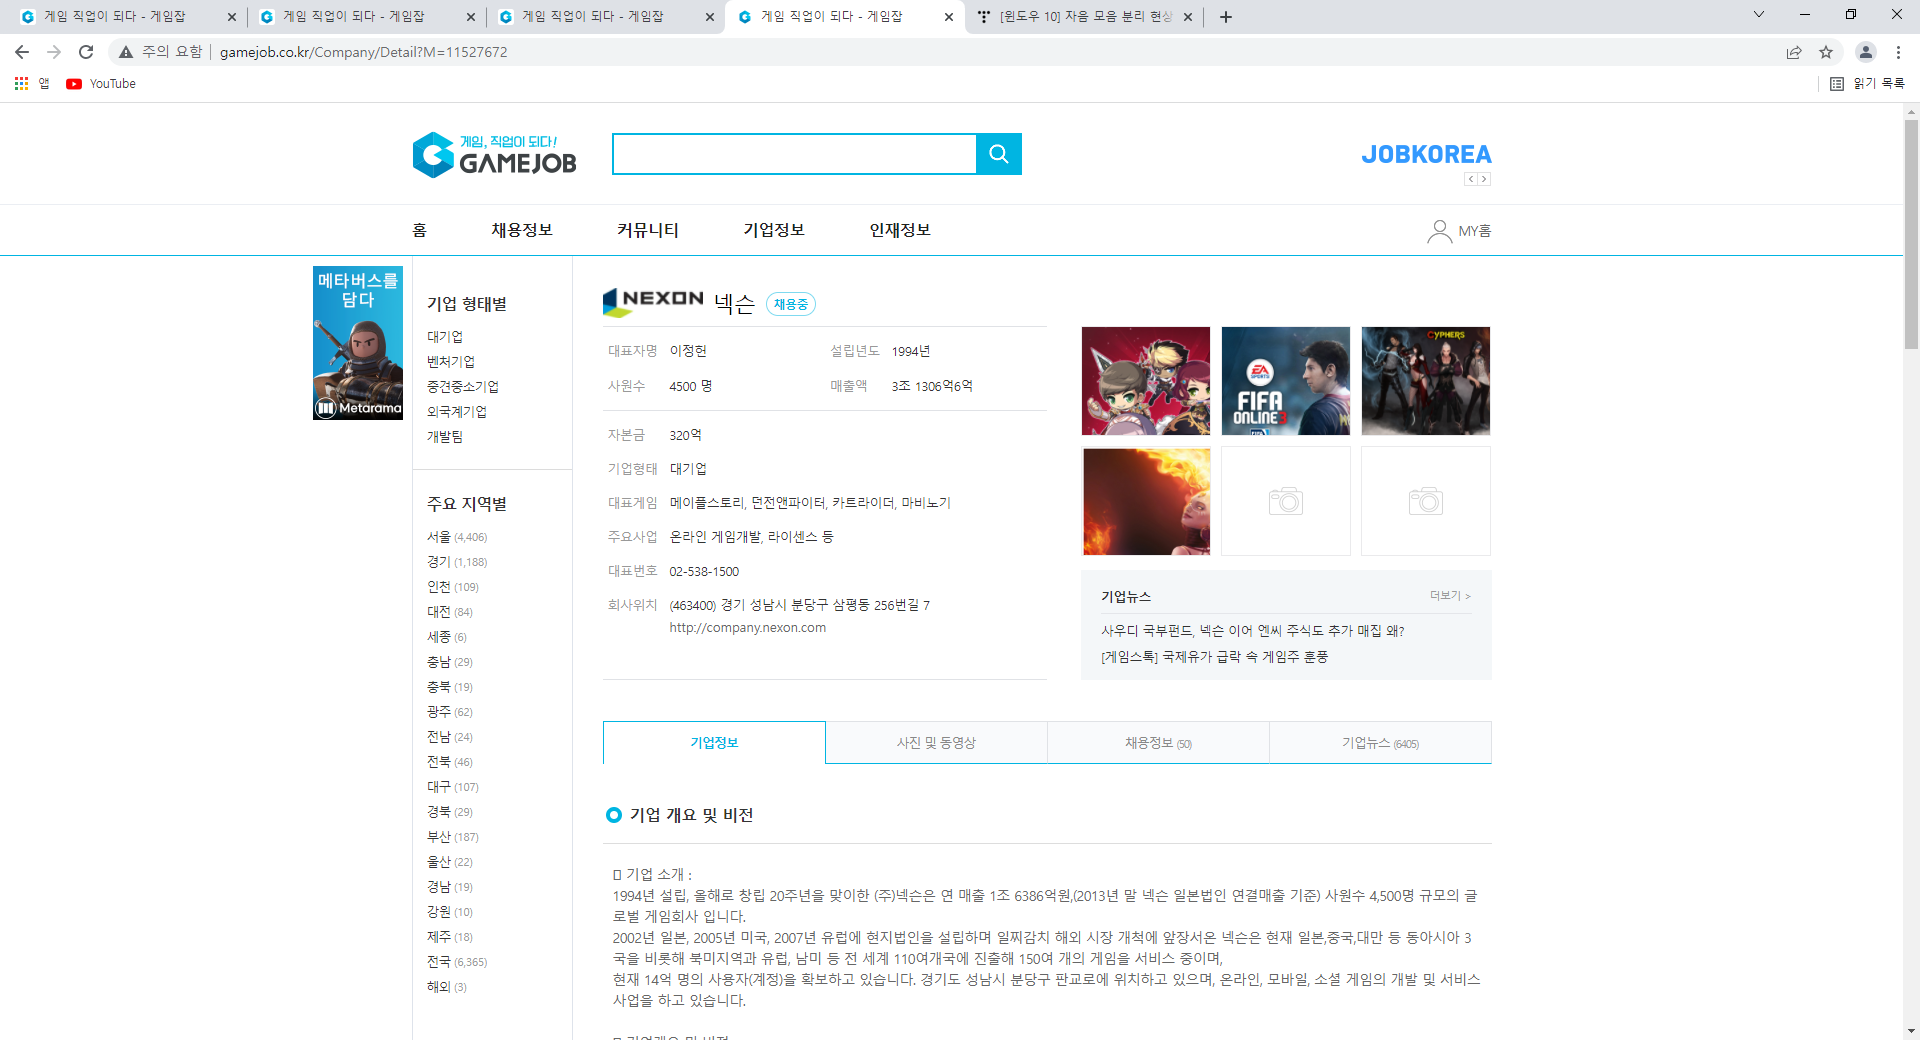 게임 직업이 되다 - 게임잡
게임 직업이 되다 - 게임잡
게임 직업이 되다 - 게임잡
게임 직업이 되다 - 게임잡
[윈도우 10] 자음 모음 분리 현상
주의 요함 gamejob.co.kr/Company/Detail?M=11527672
앱 YouTube 읽기 목록
게임, 직업이 되다!
GAMEJOB
JOBKOREA
홈 채용정보 커뮤니티 기업정보 인재정보 MY홈
메타버스를
담다
Metarama
기업 형태별
대기업
벤처기업
중견중소기업
외국계기업
개발팀
주요 지역별
서울 (4,406)
경기 (1,188)
인천 (109)
대전 (84)
세종 (6)
충남 (29)
충북 (19)
광주 (62)
전남 (24)
전북 (46)
대구 (107)
경북 (29)
부산 (187)
울산 (22)
경남 (19)
강원 (10)
제주 (18)
전국 (6,365)
해외 (3)
NEXON 넥슨 채용중
대표자명 이정헌 설립년도 1994년
사원수 4500 명 매출액 3조 1306억6억
자본금 320억
기업형태 대기업
대표게임 메이플스토리, 던전앤파이터, 카트라이더, 마비노기
주요사업 온라인 게임개발, 라이센스 등
대표번호 02-538-1500
회사위치 (463400) 경기 성남시 분당구 삼평동 256번길 7
http://company.nexon.com
EA
SPORTS
FIFA
ONLINE 3
CYPHERS
기업뉴스 더보기 >
사우디 국부펀드, 넥슨 이어 엔씨 주식도 추가 매집 왜?
[게임스톡] 국제유가 급락 속 게임주 훈풍
기업정보 사진 및 동영상 채용정보 (50) 기업뉴스 (6405)
기업 개요 및 비전
기업 소개 :
1994년 설립, 올해로 창립 20주년을 맞이한 (주)넥슨은 연 매출 1조 6386억원,(2013년 말 넥슨 일본법인 연결매출 기준) 사원수 4,500명 규모의 글
로벌 게임회사 입니다.
2002년 일본, 2005년 미국, 2007년 유럽에 현지법인을 설립하며 일찌감치 해외 시장 개척에 앞장서온 넥슨은 현재 일본,중국,대만 등 동아시아 3
국을 비롯해 북미지역과 유럽, 남미 등 전 세계 110여개국에 진출해 150여 개의 게임을 서비스 중이며,
현재 14억 명의 사용자(계정)을 확보하고 있습니다. 경기도 성남시 분당구 판교로에 위치하고 있으며, 온라인, 모바일, 소셜 게임의 개발 및 서비스
사업을 하고 있습니다.